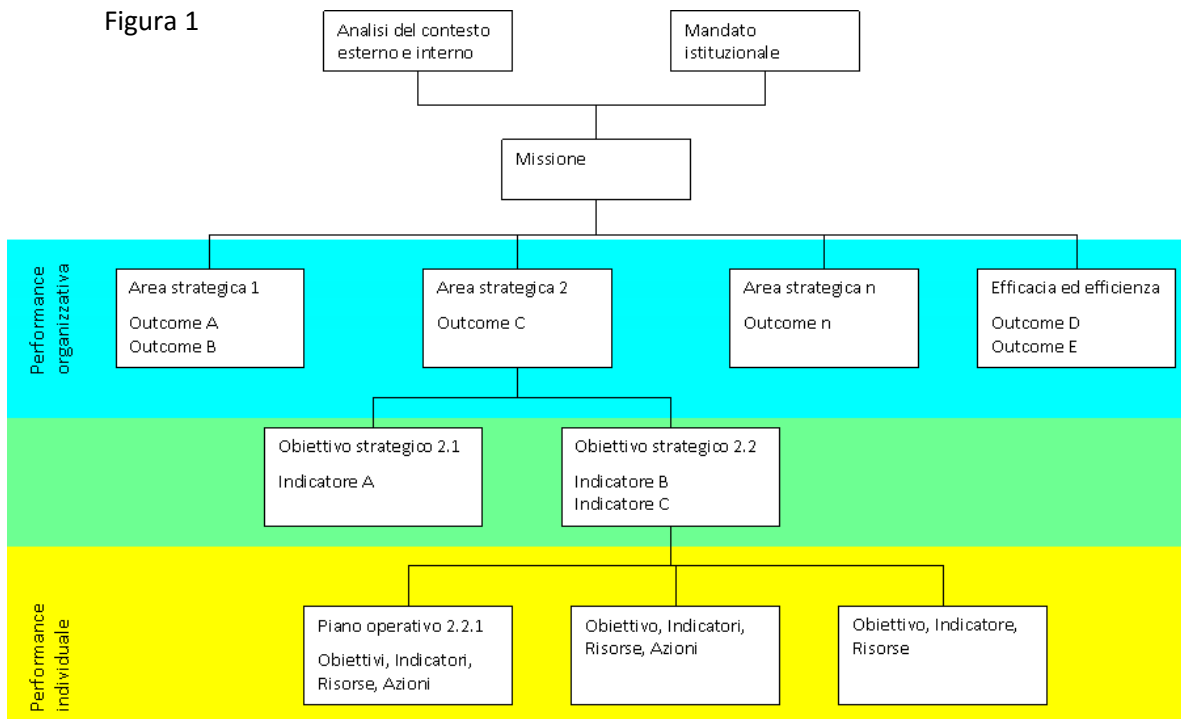 Figura 1
Analisi del contesto
esterno e interno
Mandato
istituzionale
Missione
Performance
organizzativa
Area strategica 1
Outcome A
Outcome B
Area strategica 2
Outcome C
Area strategica n
Outcome n
Efficacia ed efficienza
Outcome D
Outcome E
Obiettivo strategico 2.1
Indicatore A
Obiettivo strategico 2.2
Indicatore B
Indicatore C
Performance
individuale
Piano operativo 2.2.1
Obiettivi, Indicatori,
Risorse, Azioni
Obiettivo, Indicatori,
Risorse, Azioni
Obiettivo, Indicatore,
Risorse